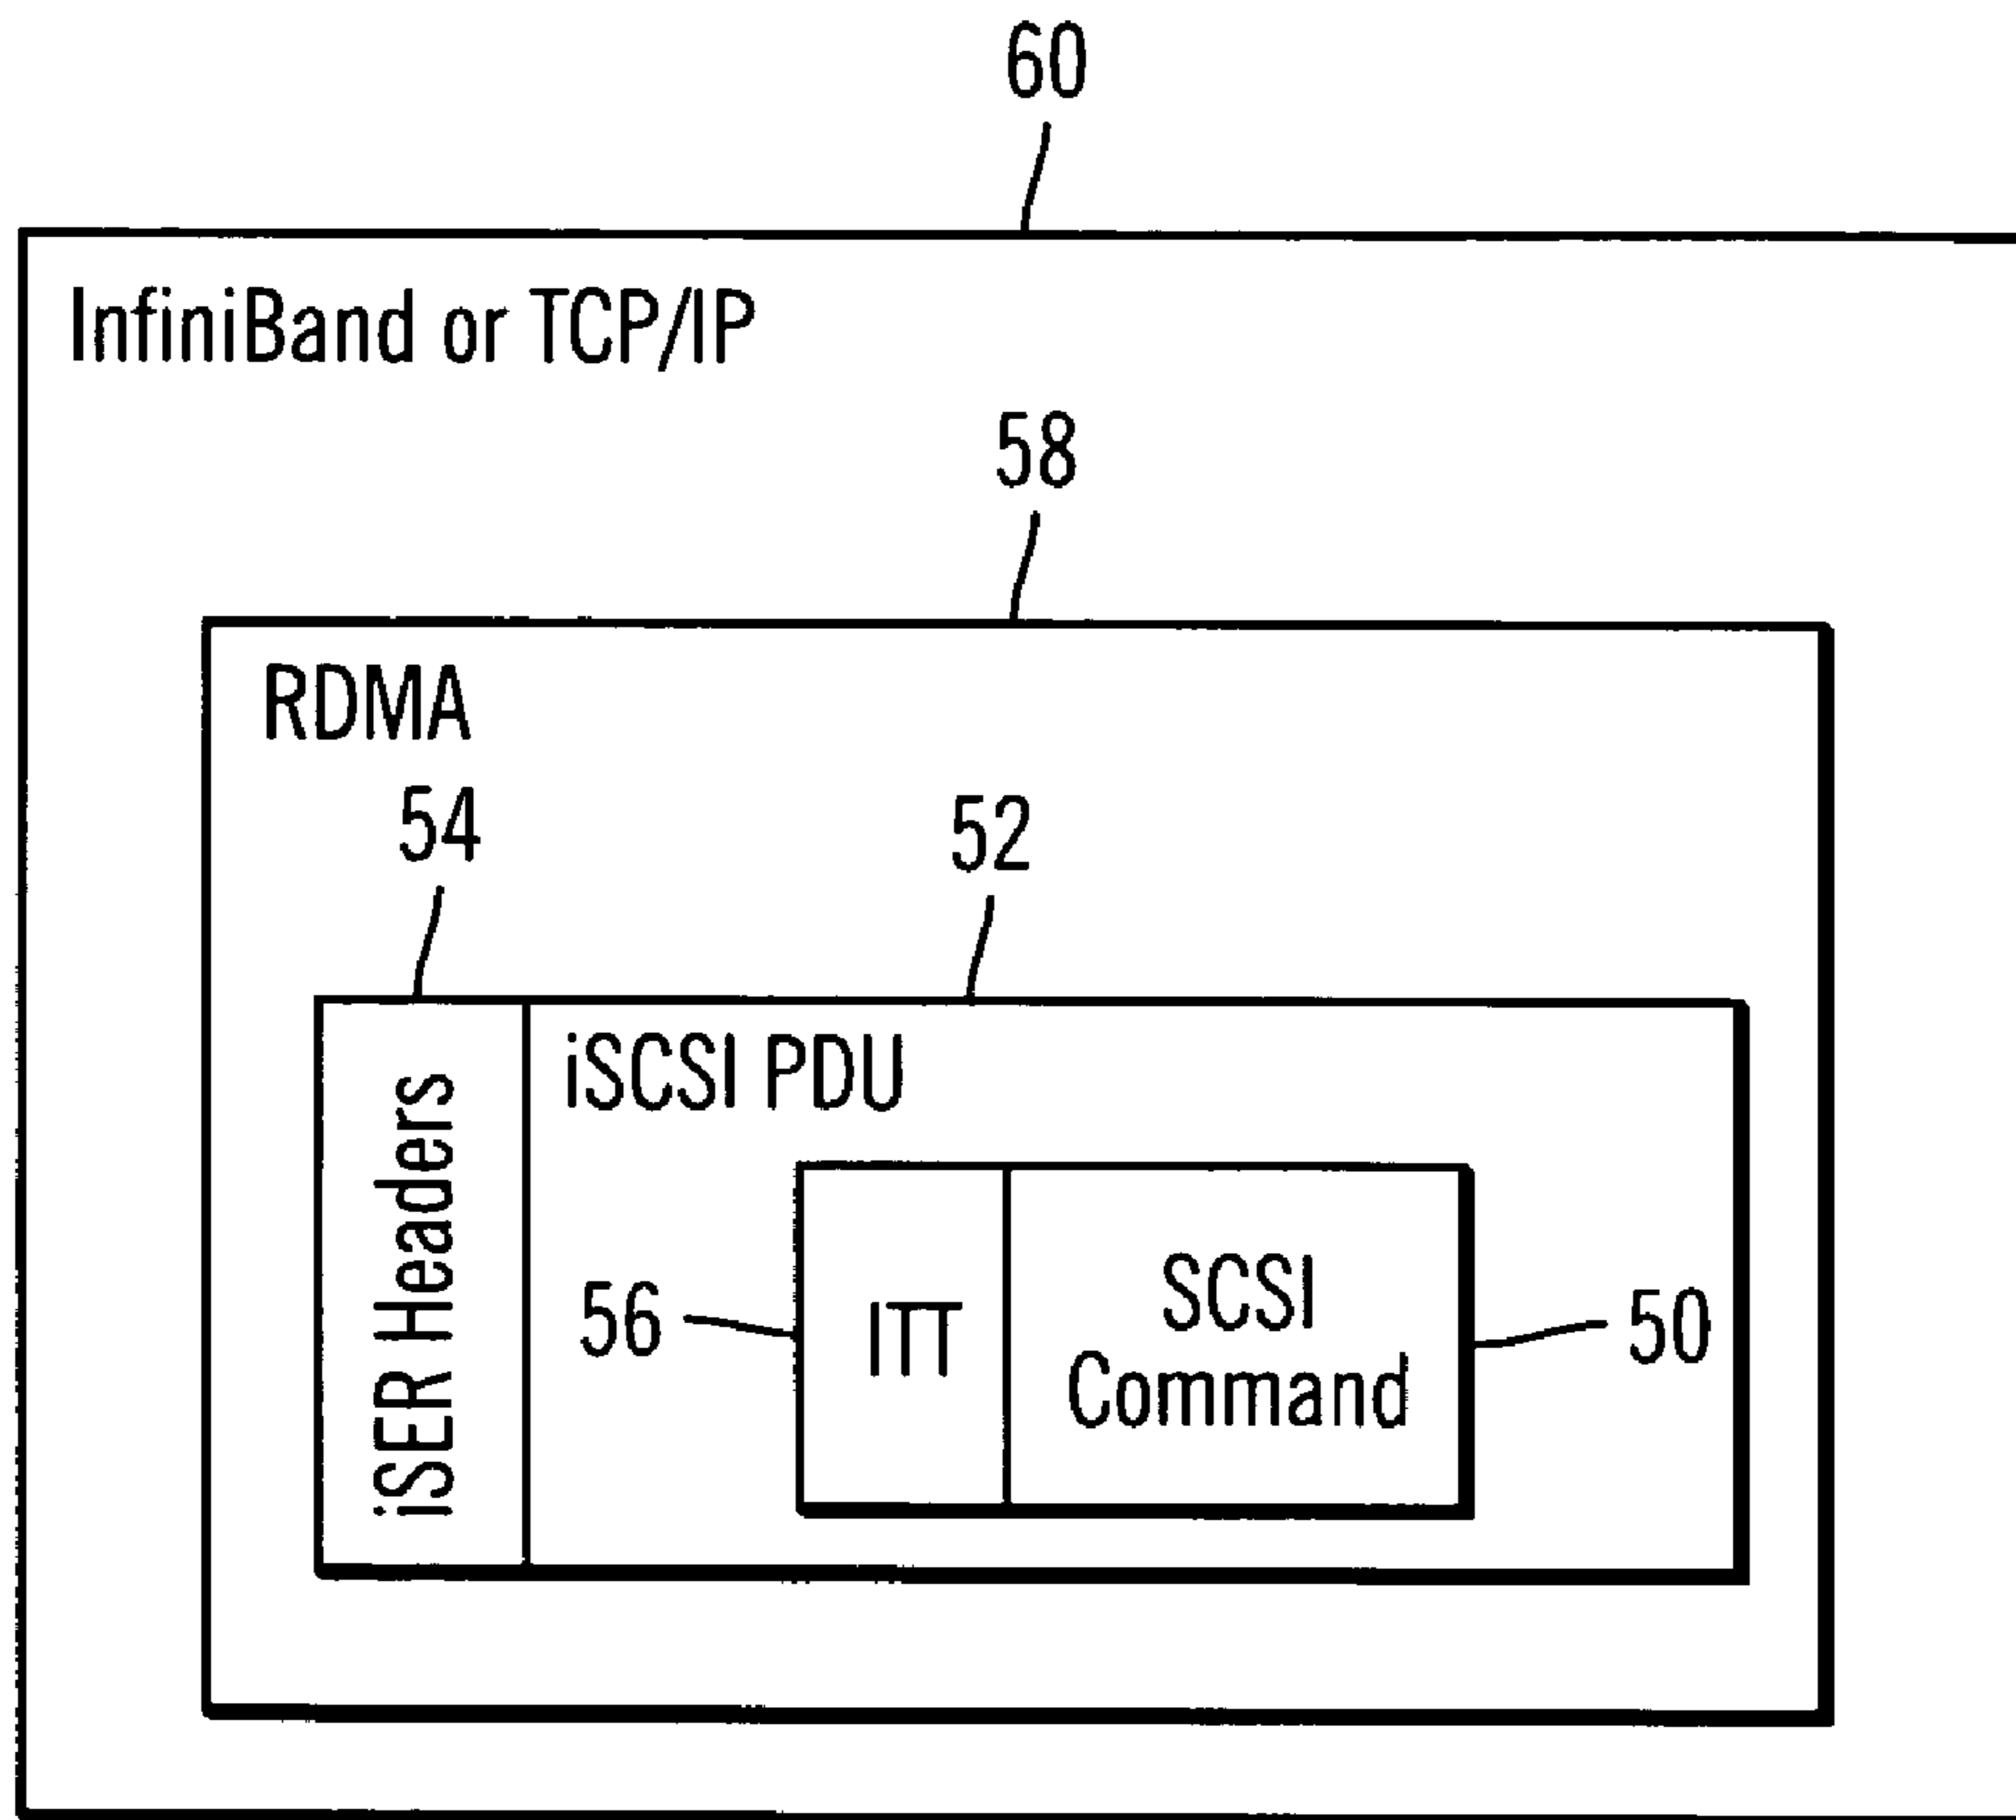 60
InfiniBand or TCP/IP
58
RDMA
54
52
iSER Headers
iSCSI PDU
56
ITT
SCSI
Command
50